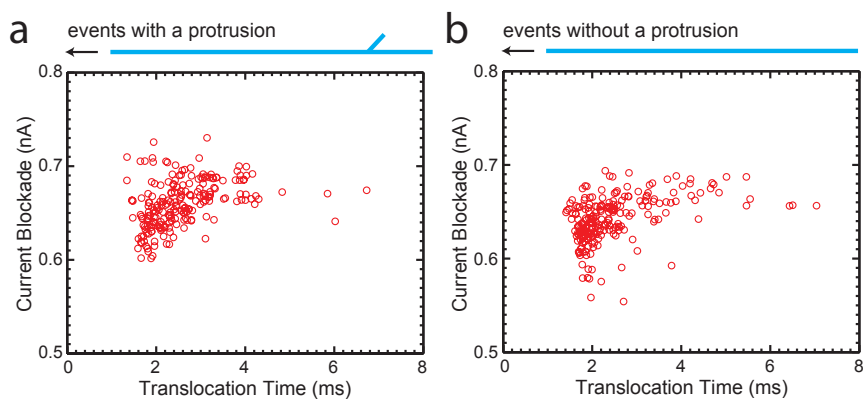 a
events with a protrusion
0.8
0.7
0.6
0.5
Current Blockade (nA)
0
2
4
6
8
Translocation Time (ms)
b
events without a protrusion
0.8
0.7
0.6
0.5
Current Blockade (nA)
0
2
4
6
8
Translocation Time (ms)